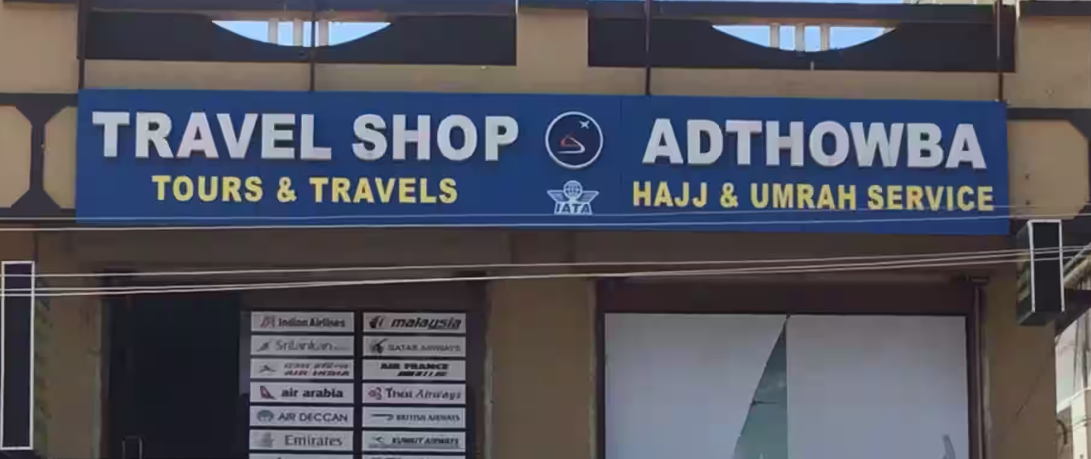 TRAVEL SHOP
TOURS & TRAVELS
IATA
ADTHOWBA
HAJJ & UMRAH SERVICE
Indian Airlines
malaysia
SriLankan
QATAR AIRWAYS
AIR INDIA
AIR FRANCE
air arabia
Thai Airways
AIR DECCAN
BRITISH AIRWAYS
Emirates
KUWAIT AIRWAYS